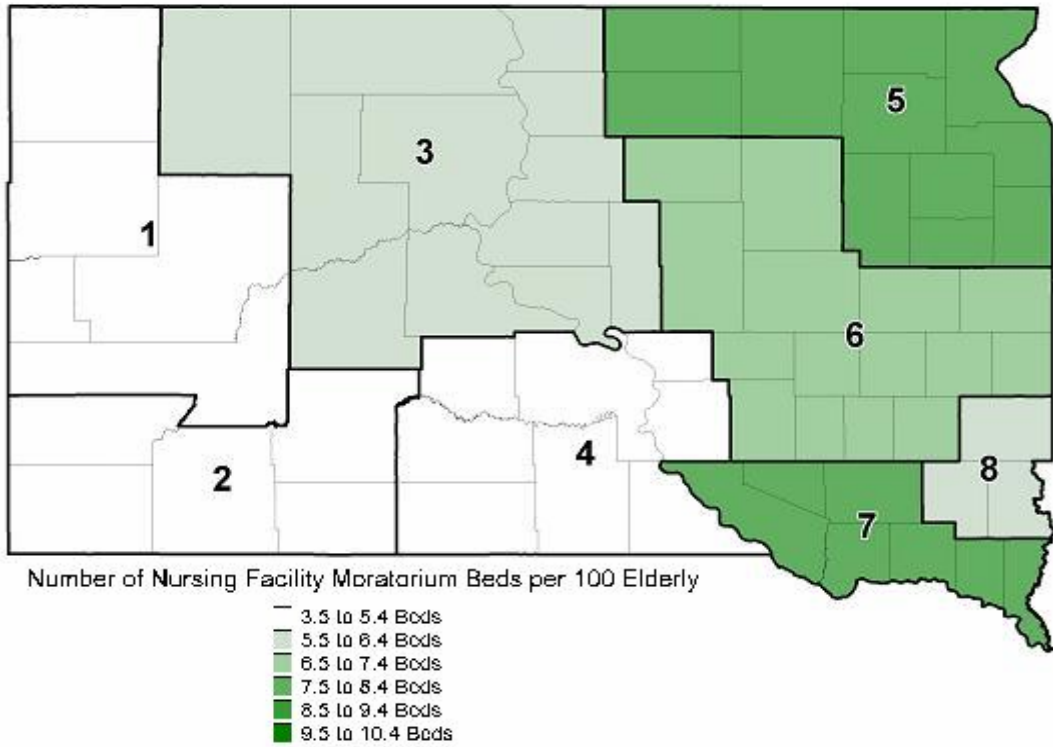 5
3
1
6
4
2
8
7
Number of Nursing Facility Moratorium Beds per 100 Elderly
3.5 to 5.4 Beds
5.5 to 6.4 Beds
6.5 to 7.4 Beds
7.5 to 8.4 Beds
8.5 to 9.4 Beds
9.5 to 10.4 Beds